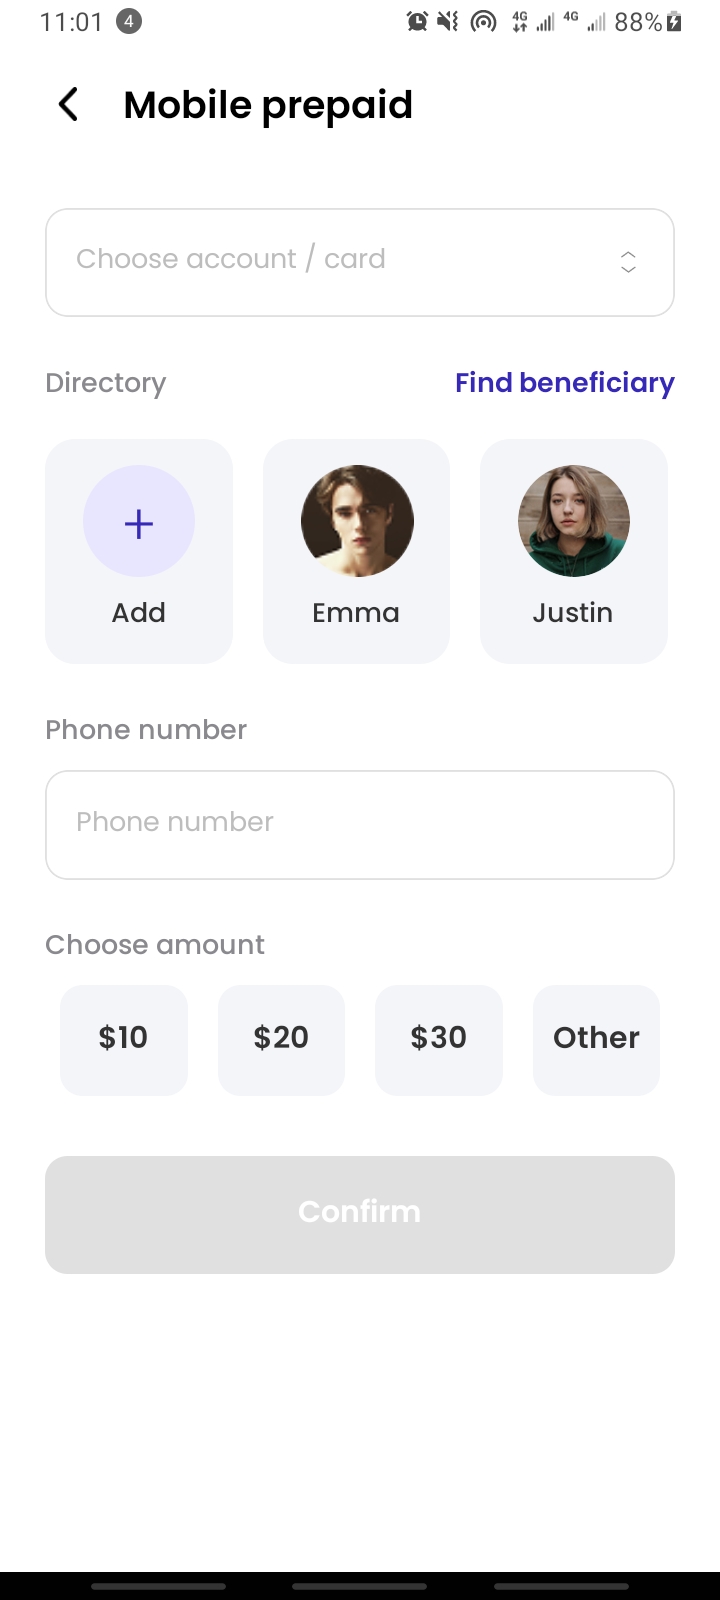 11:01 4 4G 4G 88%
Mobile prepaid
Choose account / card
Directory Find beneficiary
Add Emma Justin
Phone number
Phone number
Choose amount
$10 $20 $30 Other
Confirm